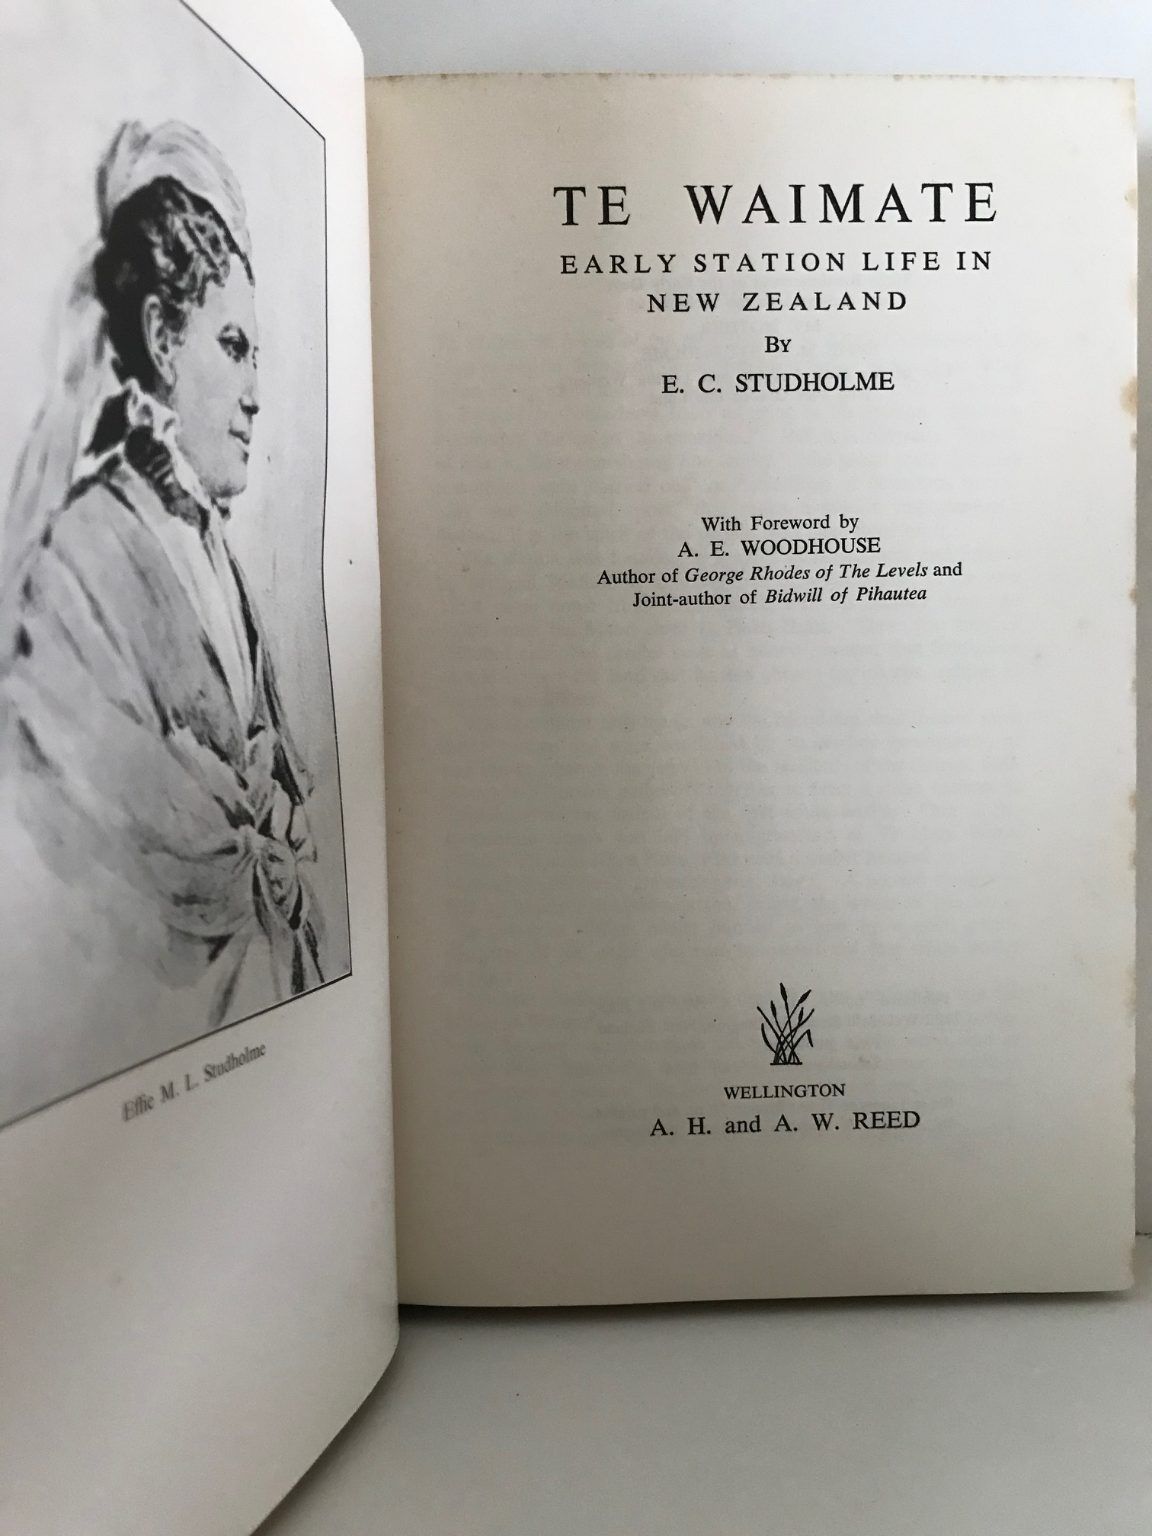 Effie M. L. Studholme
TE WAIMATE
EARLY STATION LIFE IN
NEW ZEALAND
BY
E. C. STUDHOLME
With Foreword by
A. E. WOODHOUSE
Author of George Rhodes of The Levels and
Joint-author of Bidwill of Pihautea
WELLINGTON
A. H. and A. W. REED